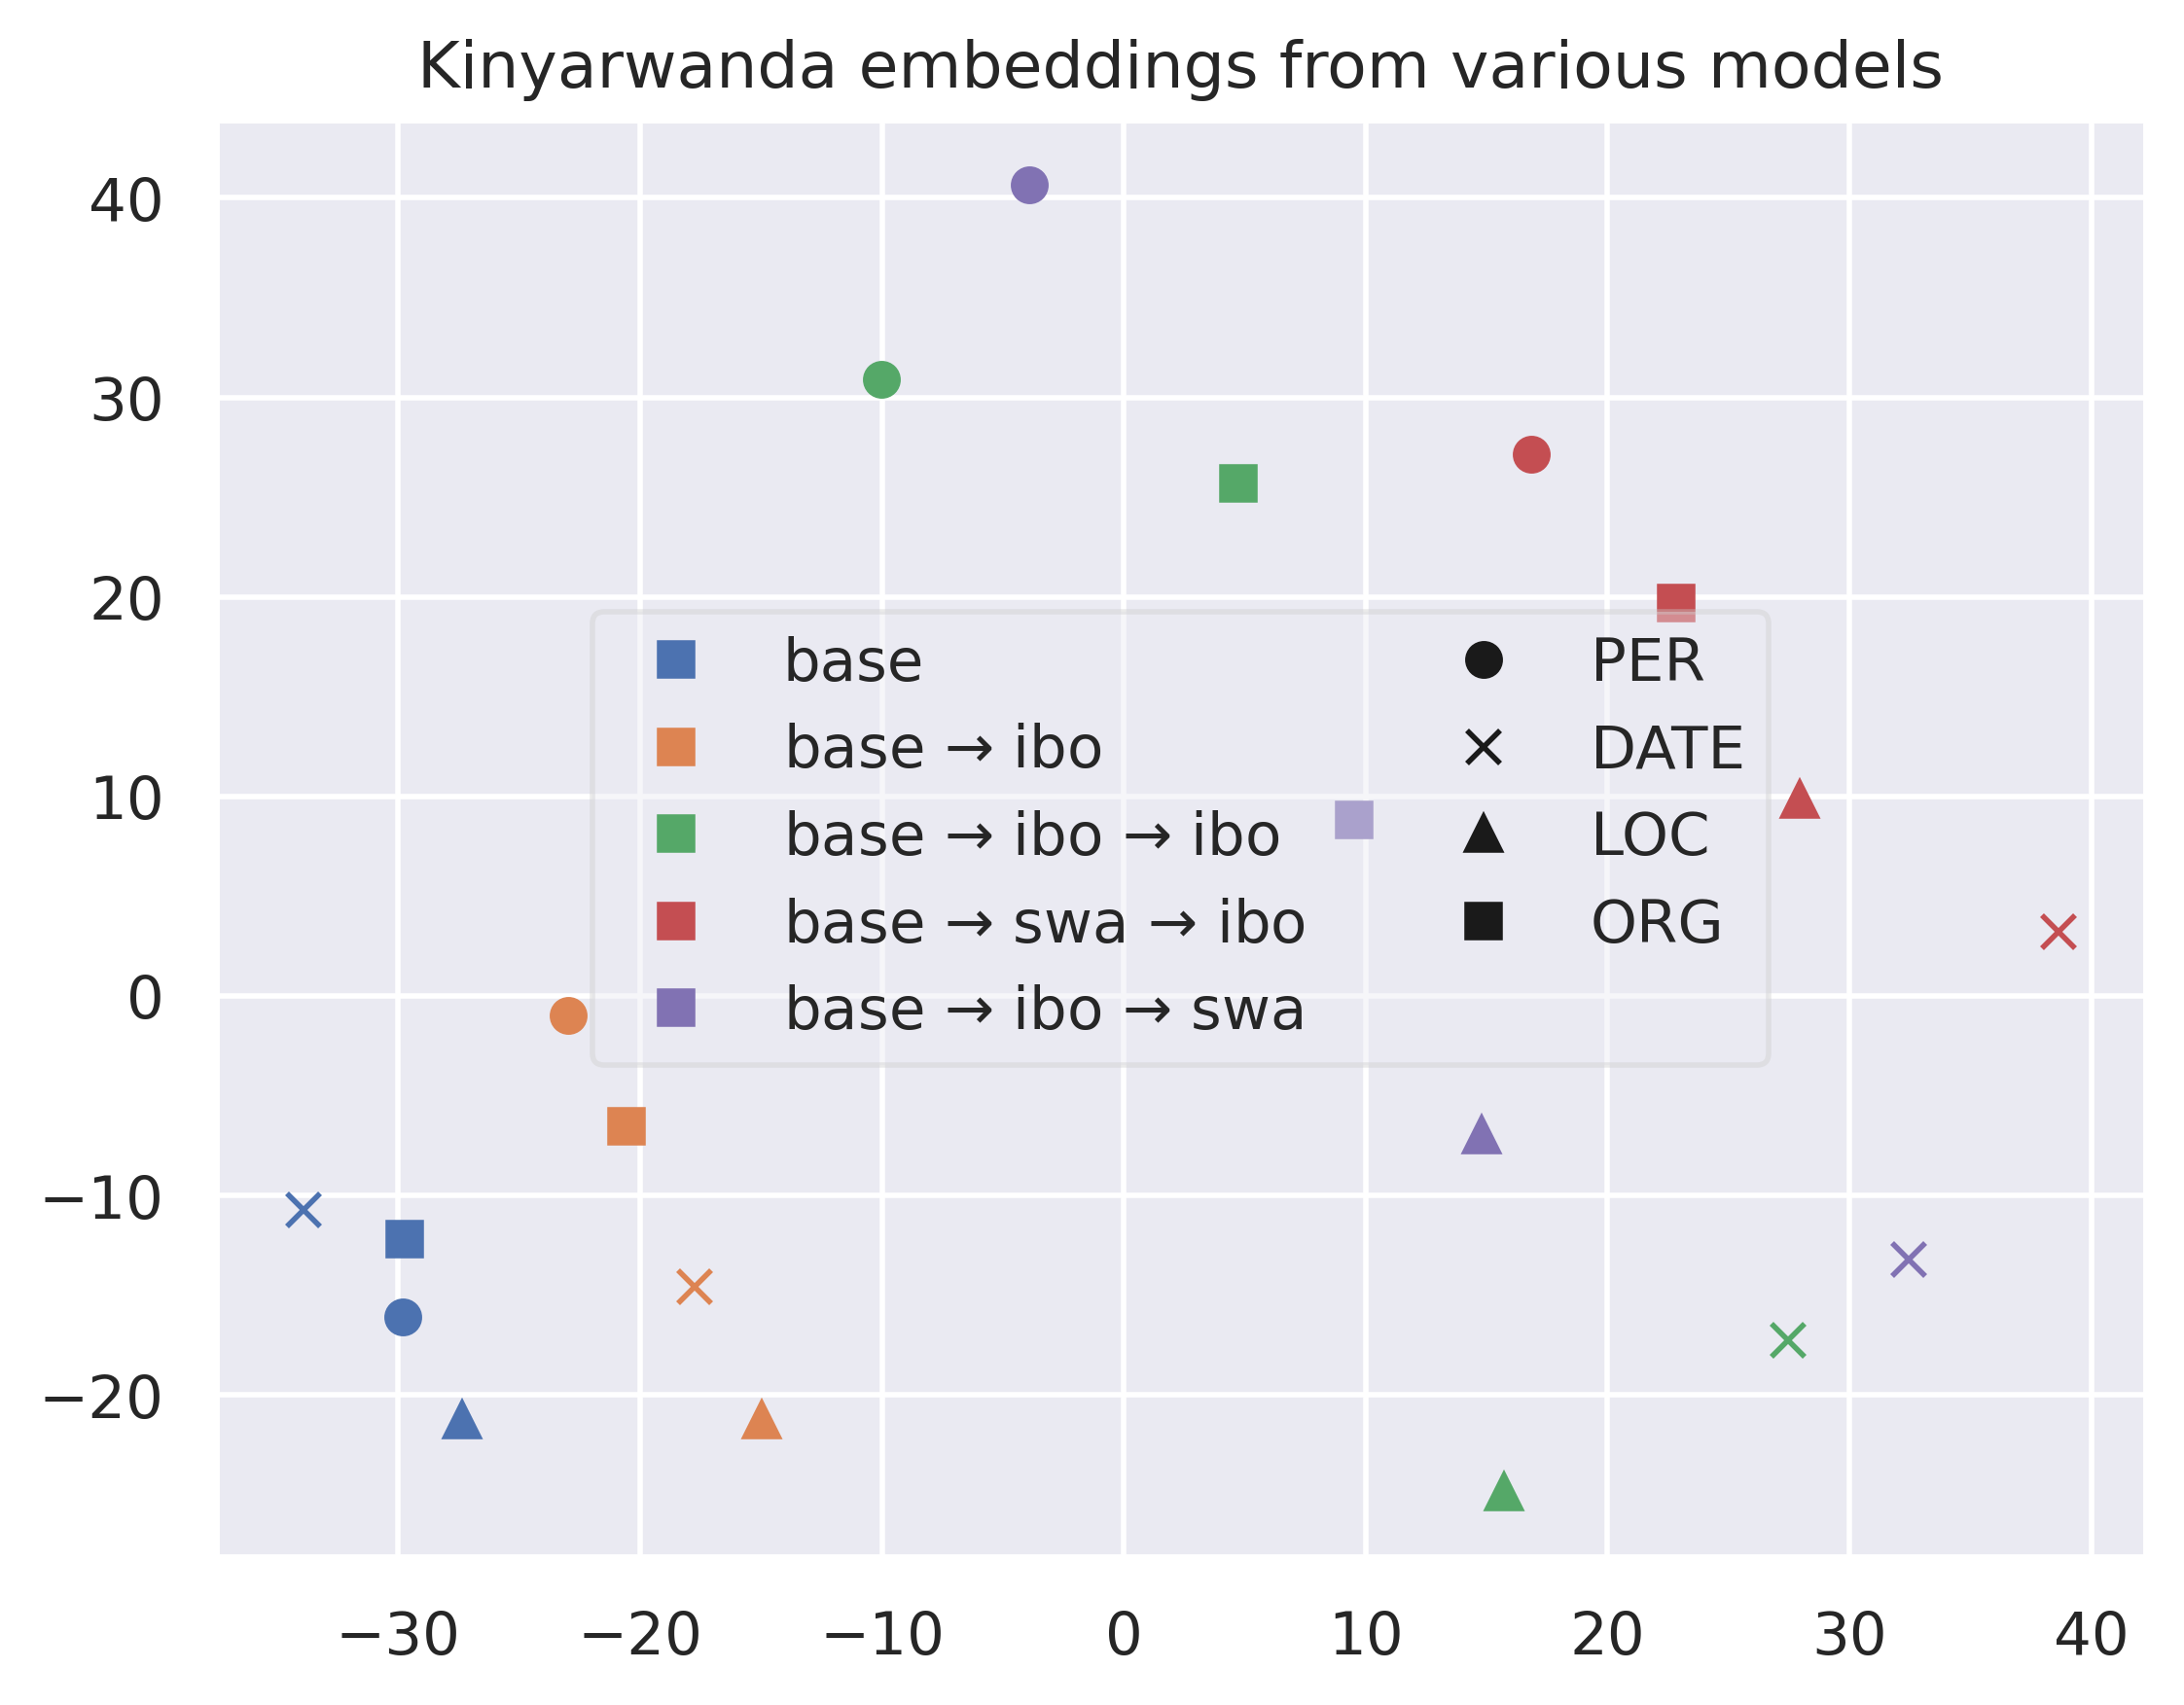 Kinyarwanda embeddings from various models
40
30
20
10
0
−10
−20
base
base → ibo
base → ibo → ibo
base → swa → ibo
base → ibo → swa
PER
DATE
LOC
ORG
−30 −20 −10 0 10 20 30 40